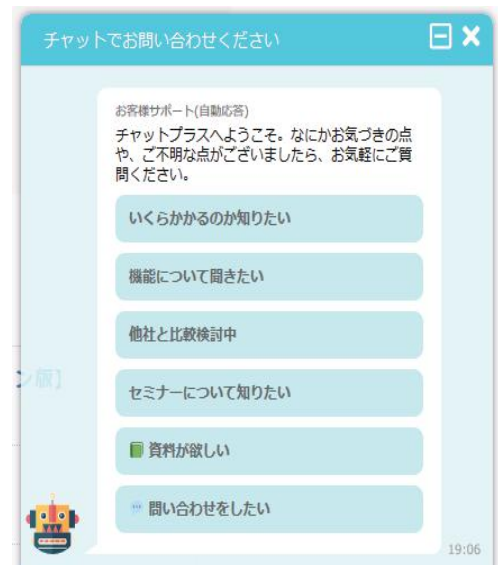 チャットでお問い合わせください
お客様サポート(自動応答)
チャットプラスへようこそ。なにかお気づきの点
や、ご不明な点がございましたら、お気軽にご質
問ください。
いくらかかるのか知りたい
機能について聞きたい
他社と比較検討中
ン版】
セミナーについて知りたい
資料が欲しい
問い合わせをしたい
19:06